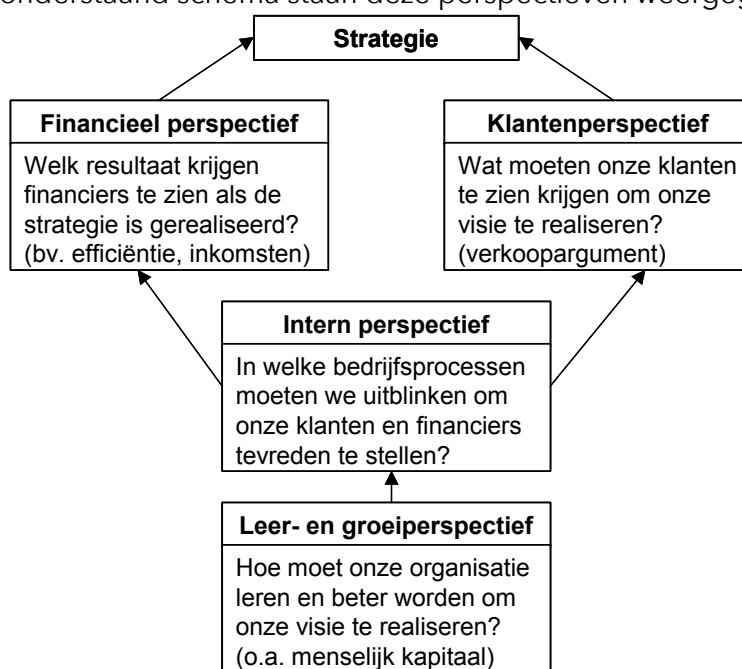 onderstaand schema staan deze perspectieven weergeg
Strategie
Financieel perspectief
Welk resultaat krijgen
financiers te zien als de
strategie is gerealiseerd?
(bv. efficiëntie, inkomsten)
Klantenperspectief
Wat moeten onze klanten
te zien krijgen om onze
visie te realiseren?
(verkoopargument)
Intern perspectief
In welke bedrijfsprocessen
moeten we uitblinken om
onze klanten en financiers
tevreden te stellen?
Leer- en groeiperspectief
Hoe moet onze organisatie
leren en beter worden om
onze visie te realiseren?
(o.a. menselijk kapitaal)